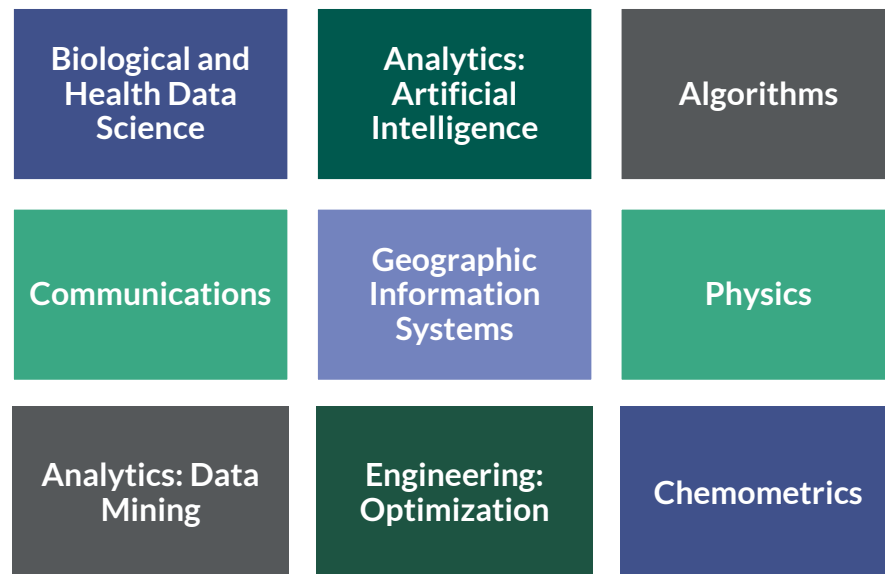 Biological and
Health Data
Science
Analytics:
Artificial
Intelligence
Algorithms
Communications
Geographic
Information
Systems
Physics
Analytics: Data
Mining
Engineering:
Optimization
Chemometrics